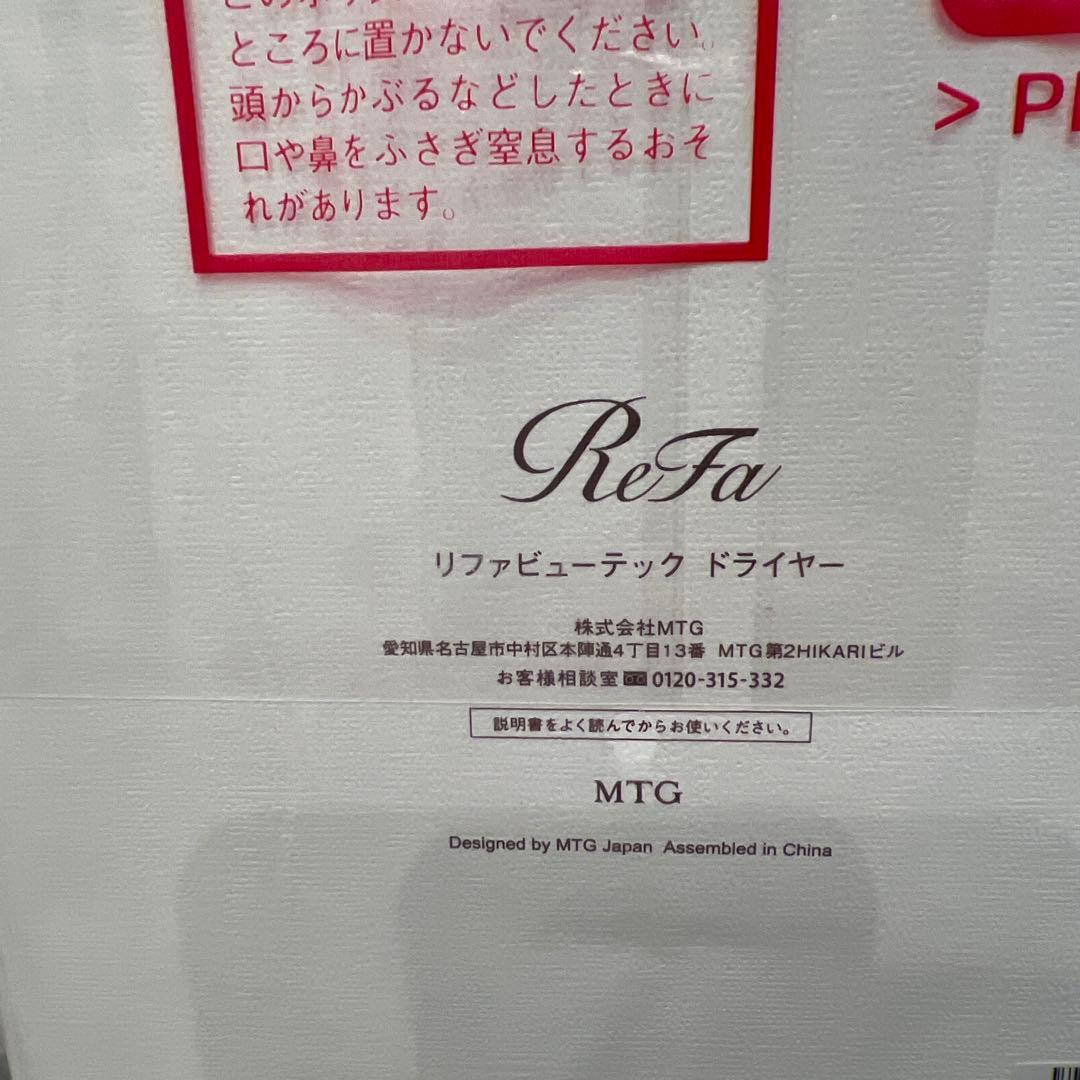 ところに置かないでください。
頭からかぶるなどしたときに
口や鼻をふさぎ窒息するおそ
れがあります。
>
ReFa
リファビューテック ドライヤー
株式会社MTG
愛知県名古屋市中村区本陣通4丁目13番 MTG第2HIKARIビル
お客様相談室 0120-315-332
説明書をよく読んでからお使いください。
MTG
Designed by MTG Japan Assembled in China